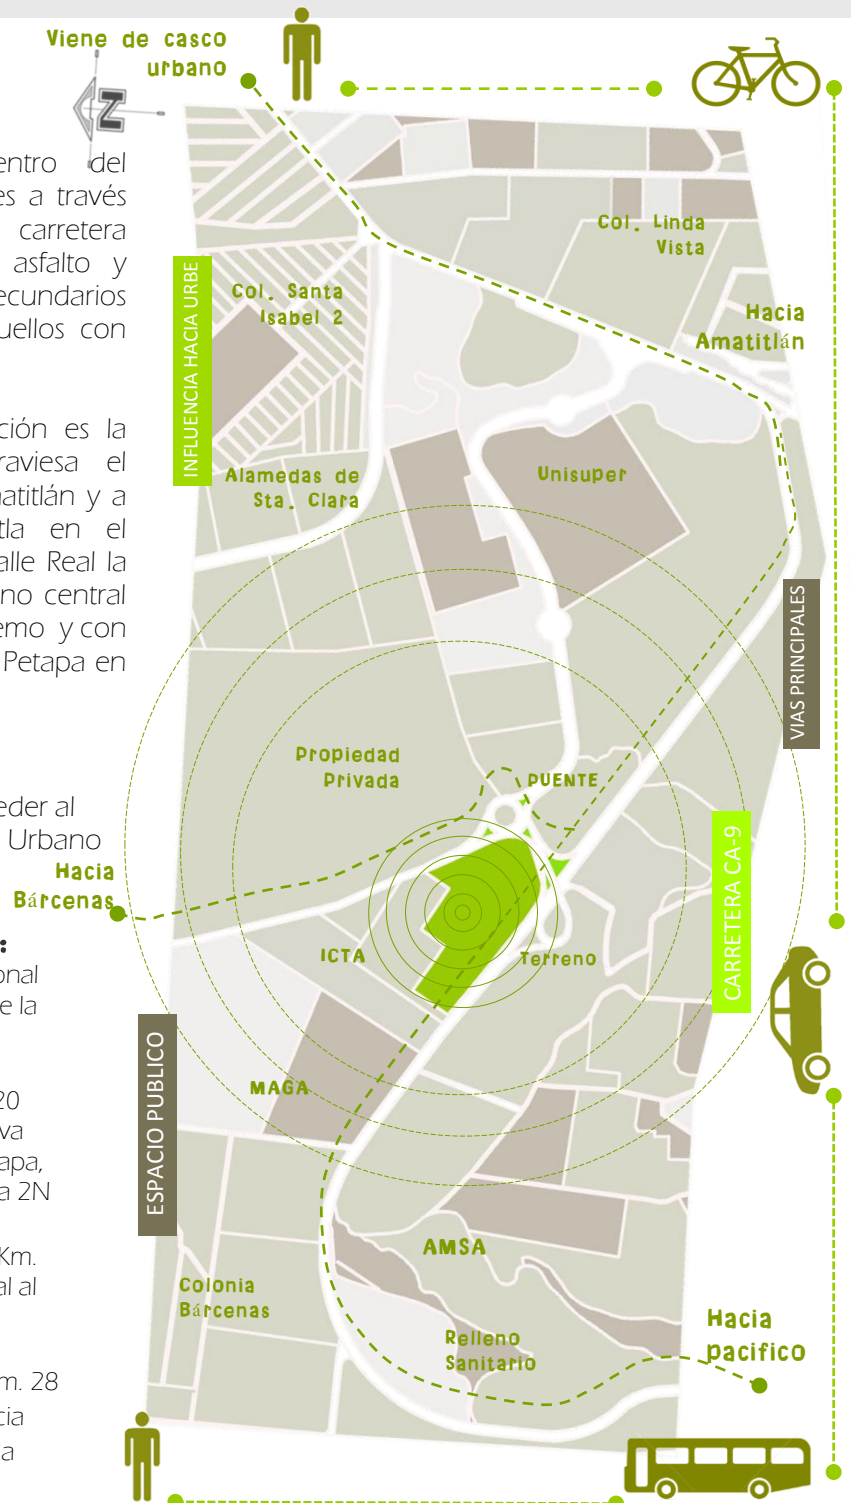 Viene de casco
urbano
N
entro del
es a través
carretera
asfalto y
ecundarios
uellos con
ción es la
raviesa el
natitlán y a
tla en el
alle Real la
no central
emo y con
Petapa en
eder al
Urbano
:
onal
e la
20
va
apa,
a 2N
Km.
al al
m. 28
cia
a
INFLUENCIA HACIA URBE
Col. Linda
Vista
Col. Santa
Isabel 2
Hacia
Amatitlán
Alamedas de
Sta. Clara
Unisuper
VIAS PRINCIPALES
Propiedad
Privada
PUENTE
Hacia
Bárcenas
CARRETERA CA-9
ICTA
Terreno
ESPACIO PUBLICO
MAGA
AMSA
Colonia
Bárcenas
Relleno
Sanitario
Hacia
pacifico